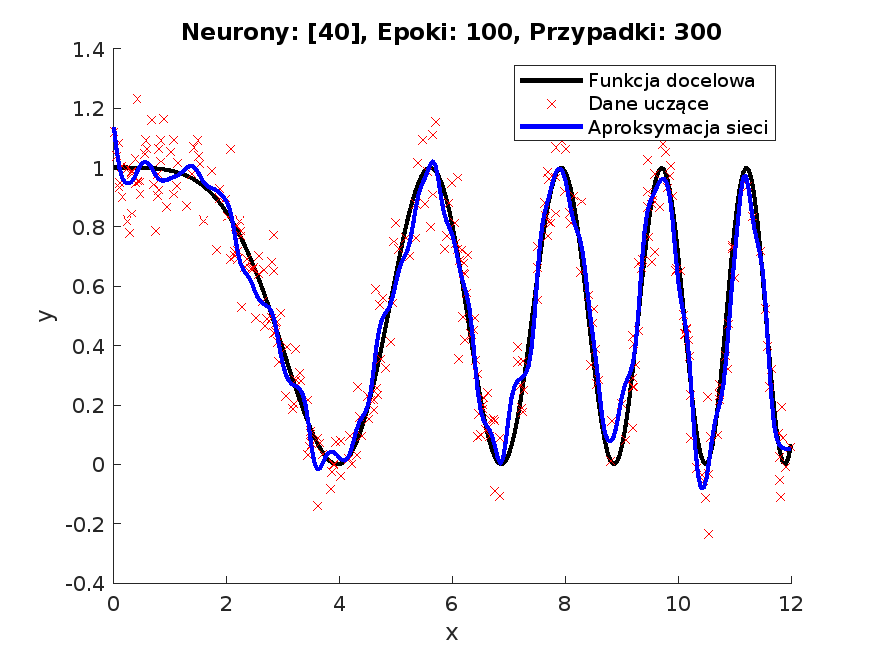 Neurony: [40], Epoki: 100, Przypadki: 300
1.4
1.2
1
0.8
0.6
0.4
0.2
0
-0.2
-0.4
y
Funkcja docelowa
Dane uczące
Aproksymacja sieci
0 2 4 6 8 10 12
x